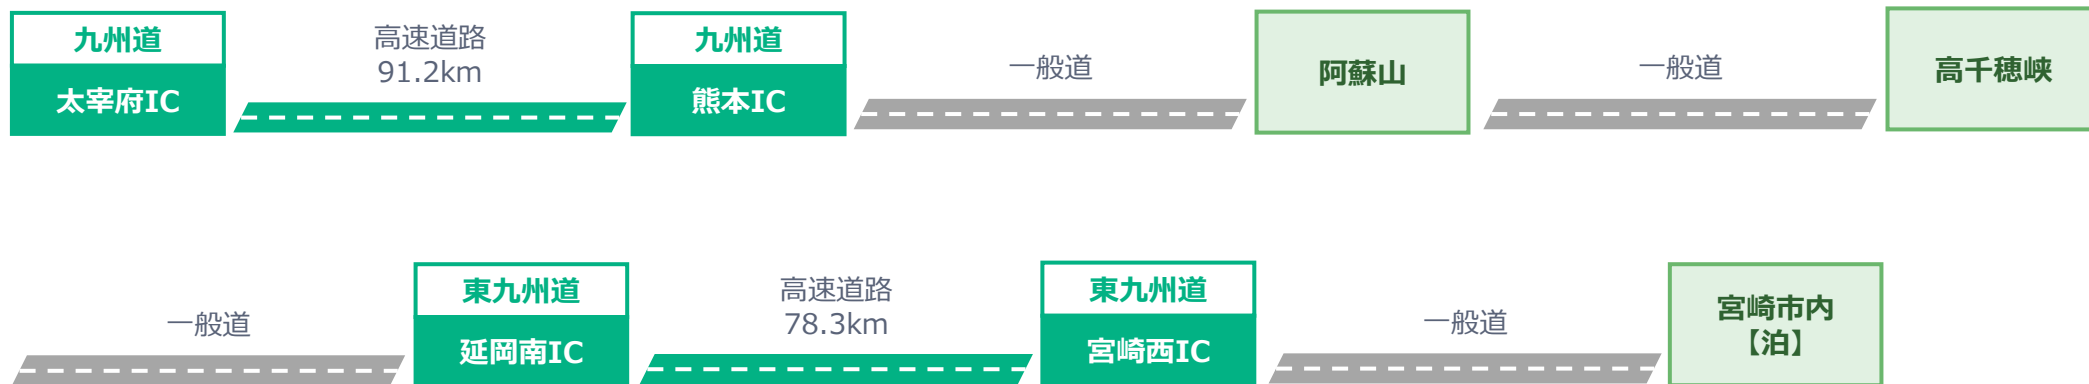 九州道
太宰府IC
高速道路
91.2km
九州道
熊本IC
一般道
阿蘇山
一般道
高千穂峡
一般道
東九州道
延岡南IC
高速道路
78.3km
東九州道
宮崎西IC
一般道
宮崎市内
【泊】